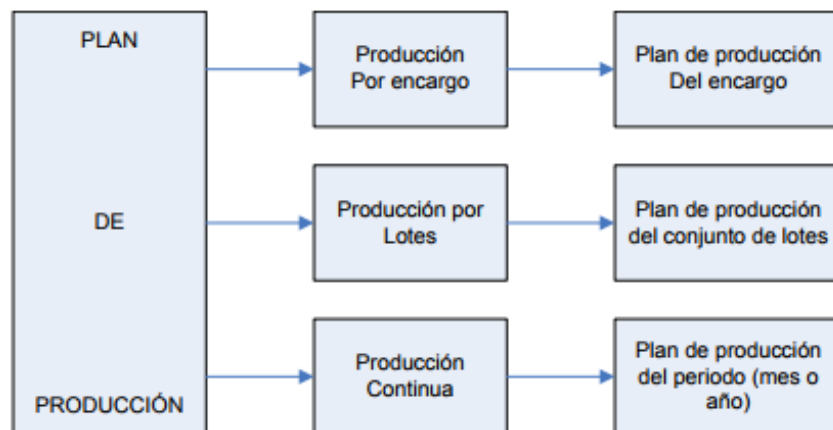 PLAN
DE
PRODUCCIÓN
Producción
Por encargo
Plan de producción
Del encargo
Producción por
Lotes
Plan de producción
del conjunto de lotes
Producción
Continua
Plan de producción
del periodo (mes o
año)